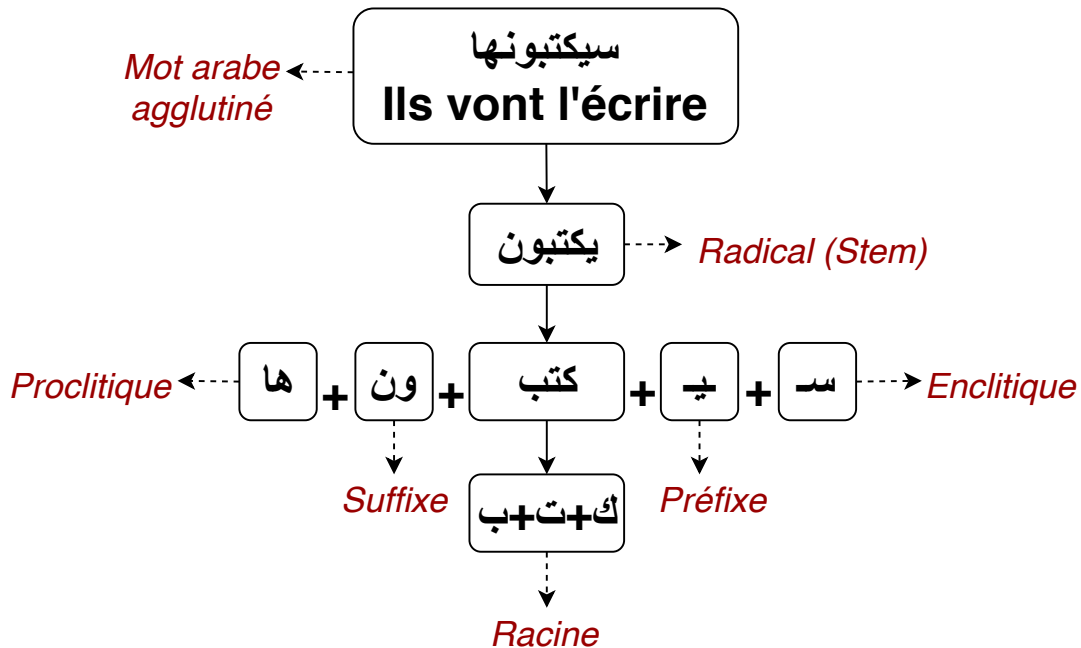 سيكتبونها
Ils vont l'écrire
Mot arabe
agglutiné
يكتبون
Radical (Stem)
Proclitique
ها + ون + كتب + يـ + سـ
Enclitique
Suffixe
Préfixe
ك+ت+ب
Racine